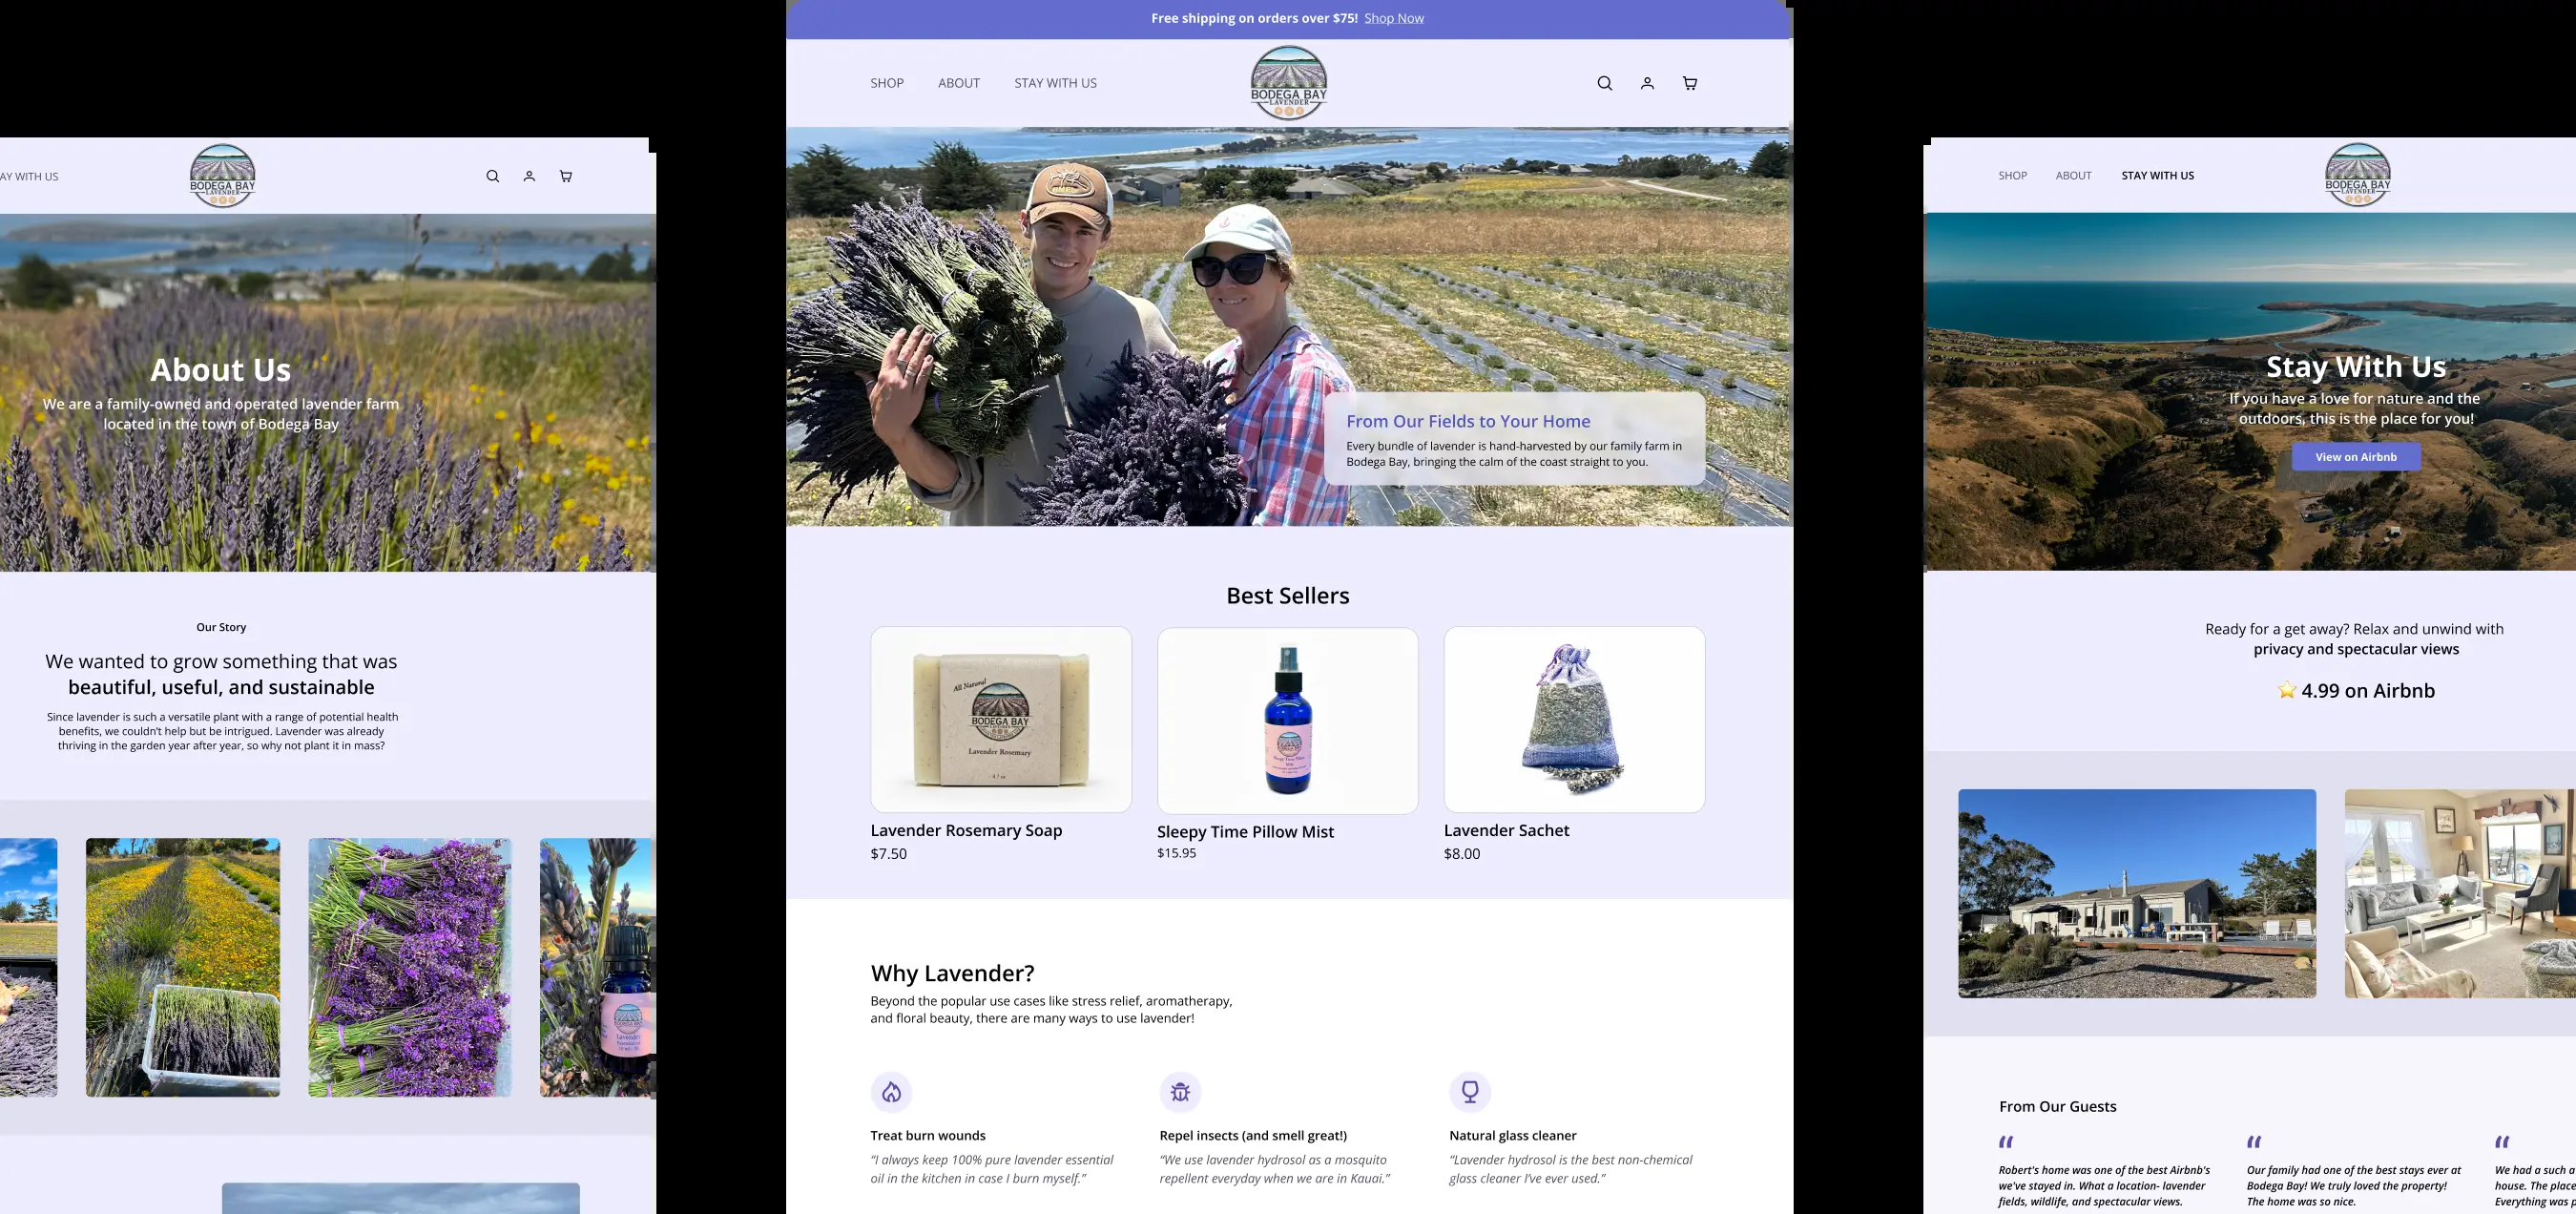 AY WITH US
BODEGA BAY
LAVENDER
About Us
We are a family-owned and operated lavender farm
located in the town of Bodega Bay
Our Story
We wanted to grow something that was
beautiful, useful, and sustainable
Since lavender is such a versatile plant with a range of potential health
benefits, we couldn't help but be intrigued. Lavender was already
thriving in the garden year after year, so why not plant it in mass?
Free shipping on orders over $75! Shop Now
SHOP ABOUT STAY WITH US
BODEGA BAY
LAVENDER
From Our Fields to Your Home
Every bundle of lavender is hand-harvested by our family farm in
Bodega Bay, bringing the calm of the coast straight to you.
Best Sellers
All Natural
BODEGA BAY
Lavender Rosemary
Lavender Rosemary Soap
$7.50
Sleepy Time Pillow Mist
$15.95
Lavender Sachet
$8.00
Why Lavender?
Beyond the popular use cases like stress relief, aromatherapy,
and floral beauty, there are many ways to use lavender!
Treat burn wounds
“I always keep 100% pure lavender essential
oil in the kitchen in case I burn myself.”
Repel insects (and smell great!)
“We use lavender hydrosol as a mosquito
repellent everyday when we are in Kauai.”
Natural glass cleaner
“Lavender hydrosol is the best non-chemical
glass cleaner I’ve ever used.”
SHOP ABOUT STAY WITH US
BODEGA BAY
LAVENDER
Stay With Us
If you have a love for nature and the
outdoors, this is the place for you!
View on Airbnb
Ready for a get away? Relax and unwind with
privacy and spectacular views
4.99 on Airbnb
From Our Guests
“
Robert's home was one of the best Airbnb's
we've stayed in. What a location- lavender
fields, wildlife, and spectacular views.
“
Our family had one of the best stays ever at
Bodega Bay! We truly loved the property!
The home was so nice.
“
We had such a
house. The place
Everything was p